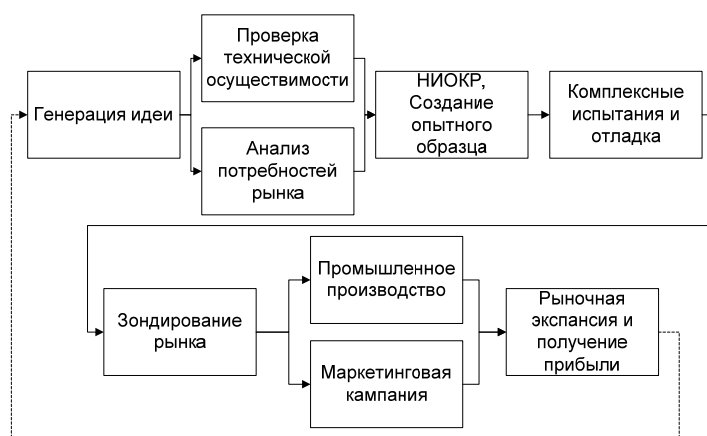 Генерация идеи
Проверка
технической
осуществимости
Анализ
потребностей
рынка
НИОКР,
Создание
опытного
образца
Комплексные
испытания и
отладка
Зондирование
рынка
Промышленное
производство
Маркетинговая
кампания
Рыночная
экспансия и
получение
прибыли